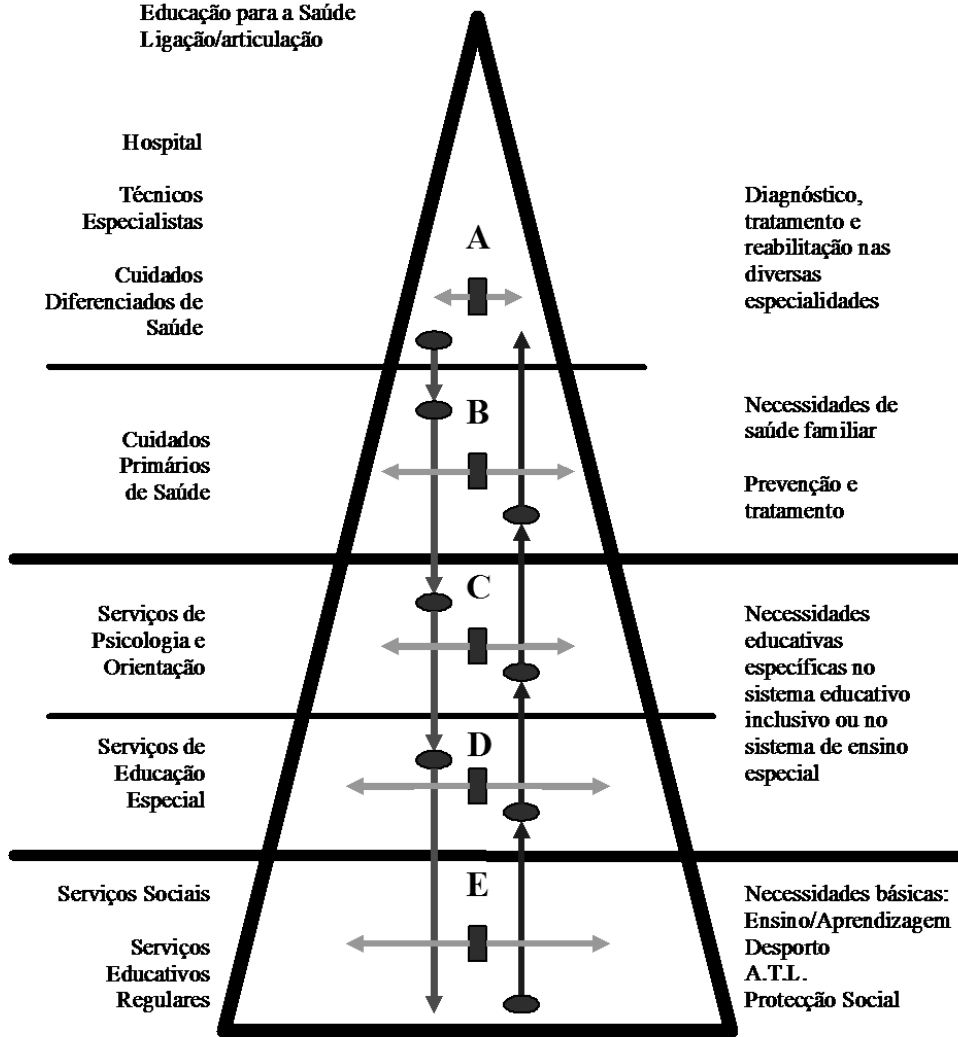 Educação para a Saúde
Ligação/articulação
Hospital
Técnicos
Especialistas
Cuidados
Diferenciados de
Saúde
A
Diagnóstico,
tratamento e
reabilitação nas
diversas
especialidades
Cuidados
Primários
de Saúde
B
Necessidades de
saúde familiar
Prevenção e
tratamento
Serviços de
Psicologia e
Orientação
C
Necessidades
educativas
específicas no
sistema educativo
inclusivo ou no
sistema de ensino
especial
Serviços de
Educação
Especial
D
Serviços Sociais
Serviços
Educativos
Regulares
E
Necessidades básicas:
Ensino/Aprendizagem
Desporto
A.T.L.
Protecção Social